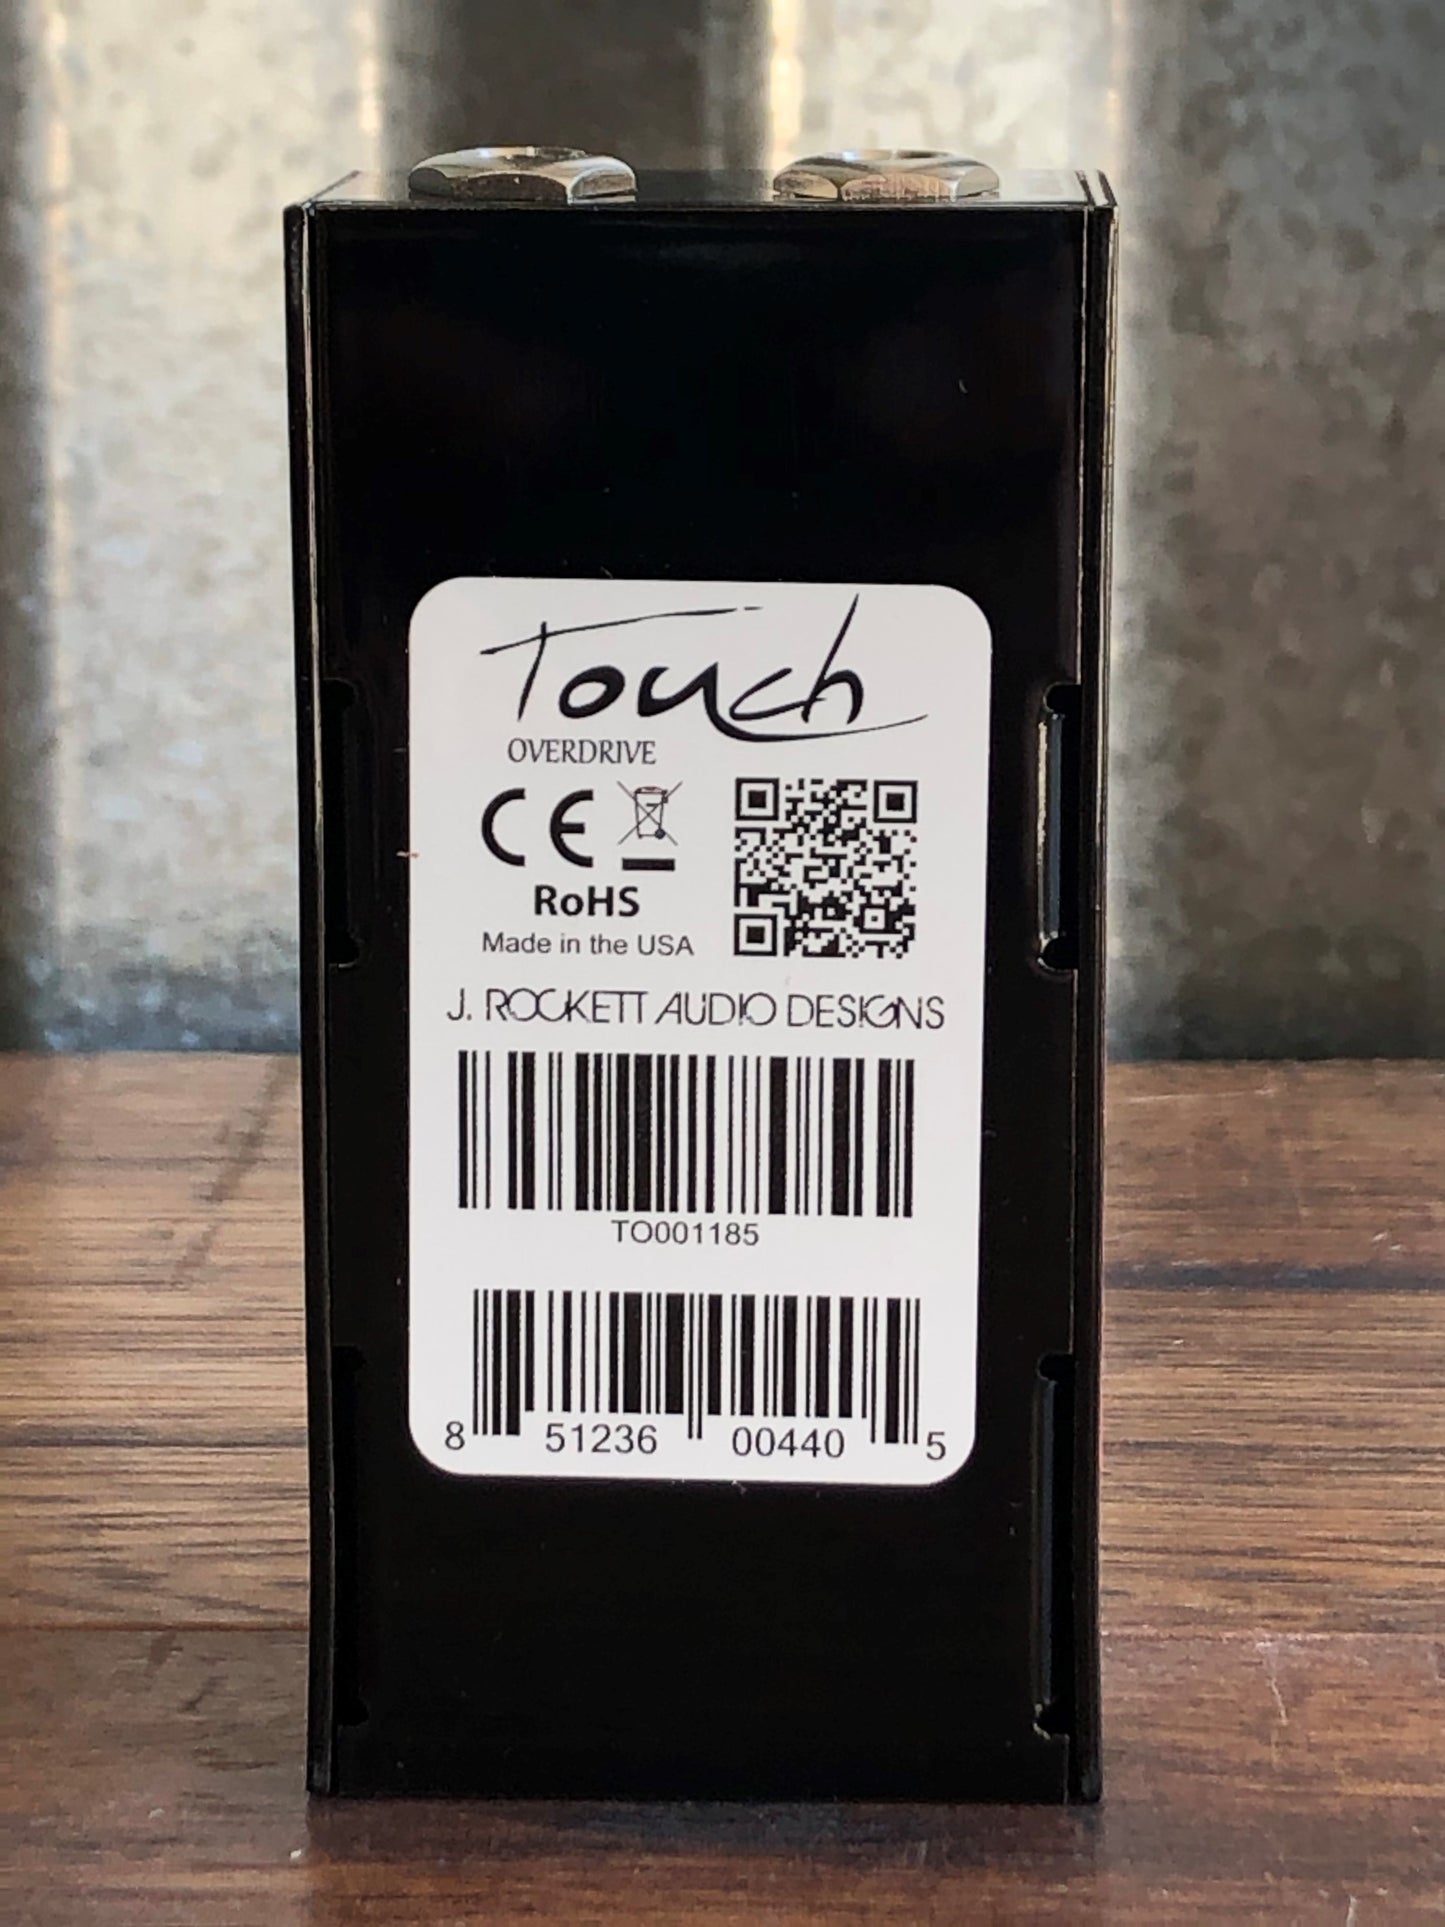 Touch
OVERDRIVE
CE
RoHS
Made in the USA
J. ROCKETT AUDIO DESIGNS
TO001185
8 51236 00440 5